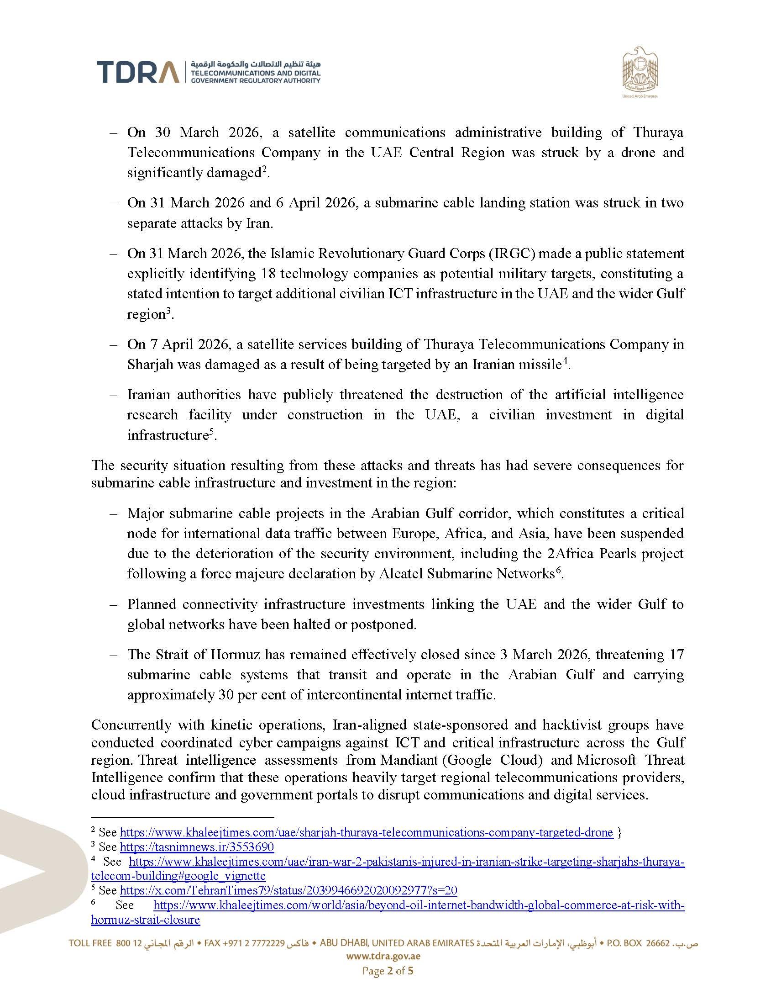 TDRA
هيئة تنظيم الاتصالات والحكومة الرقمية
TELECOMMUNICATIONS AND DIGITAL
GOVERNMENT REGULATORY AUTHORITY
United Arab Emirates
– On 30 March 2026, a satellite communications administrative building of Thuraya
Telecommunications Company in the UAE Central Region was struck by a drone and
significantly damaged².
– On 31 March 2026 and 6 April 2026, a submarine cable landing station was struck in two
separate attacks by Iran.
– On 31 March 2026, the Islamic Revolutionary Guard Corps (IRGC) made a public statement
explicitly identifying 18 technology companies as potential military targets, constituting a
stated intention to target additional civilian ICT infrastructure in the UAE and the wider Gulf
region³.
– On 7 April 2026, a satellite services building of Thuraya Telecommunications Company in
Sharjah was damaged as a result of being targeted by an Iranian missile⁴.
– Iranian authorities have publicly threatened the destruction of the artificial intelligence
research facility under construction in the UAE, a civilian investment in digital
infrastructure⁵.
The security situation resulting from these attacks and threats has had severe consequences for
submarine cable infrastructure and investment in the region:
– Major submarine cable projects in the Arabian Gulf corridor, which constitutes a critical
node for international data traffic between Europe, Africa, and Asia, have been suspended
due to the deterioration of the security environment, including the 2Africa Pearls project
following a force majeure declaration by Alcatel Submarine Networks⁶.
– Planned connectivity infrastructure investments linking the UAE and the wider Gulf to
global networks have been halted or postponed.
– The Strait of Hormuz has remained effectively closed since 3 March 2026, threatening 17
submarine cable systems that transit and operate in the Arabian Gulf and carrying
approximately 30 per cent of intercontinental internet traffic.
Concurrently with kinetic operations, Iran-aligned state-sponsored and hacktivist groups have
conducted coordinated cyber campaigns against ICT and critical infrastructure across the Gulf
region. Threat intelligence assessments from Mandiant (Google Cloud) and Microsoft Threat
Intelligence confirm that these operations heavily target regional telecommunications providers,
cloud infrastructure and government portals to disrupt communications and digital services.
² See https://www.khaleejtimes.com/uae/sharjah-thuraya-telecommunications-company-targeted-drone }
³ See https://tasnimnews.ir/3553690
⁴ See https://www.khaleejtimes.com/uae/iran-war-2-pakistanis-injured-in-iranian-strike-targeting-sharjahs-thuraya-
telecom-building#google_vignette
⁵ See https://x.com/TehranTimes79/status/2039946692020092977?s=20
⁶ See https://www.khaleejtimes.com/world/asia/beyond-oil-internet-bandwidth-global-commerce-at-risk-with-
hormuz-strait-closure
TOLL FREE 800 12 الرقم المجاني • FAX +971 2 7772229 فاكس • ABU DHABI, UNITED ARAB EMIRATES أبوظبي، الإمارات العربية المتحدة • P.O. BOX 26662 ص.ب.
www.tdra.gov.ae
Page 2 of 5